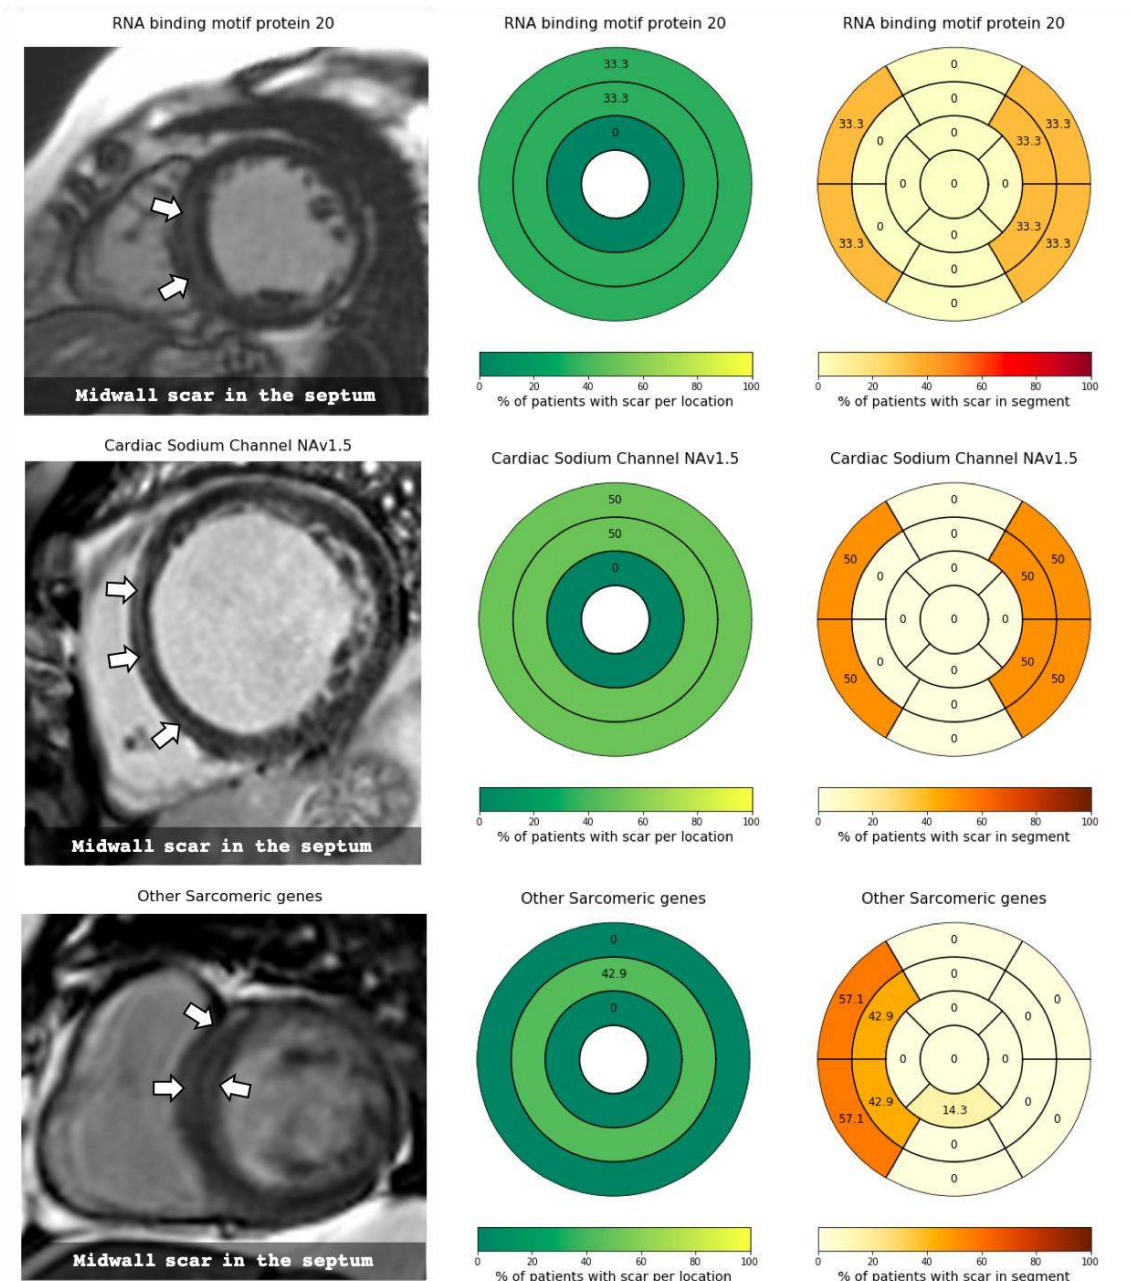 RNA binding motif protein 20
RNA binding motif protein 20
RNA binding motif protein 20
Midwall scar in the septum
33.3
33.3
0
0 20 40 60 80 100
% of patients with scar per location
0
33.3 0 33.3
0 33.3
0 0 0
0 33.3
33.3 0 33.3
0
0
0 20 40 60 80 100
% of patients with scar in segment
Cardiac Sodium Channel NAv1.5
Cardiac Sodium Channel NAv1.5
Cardiac Sodium Channel NAv1.5
Midwall scar in the septum
50
50
0
0 20 40 60 80 100
% of patients with scar per location
0
0
50 0 50
0 50
0 0 0
0 50
50 0 50
0
0
0 20 40 60 80 100
% of patients with scar in segment
Other Sarcomeric genes
Other Sarcomeric genes
Other Sarcomeric genes
Midwall scar in the septum
0
42.9
0
0 20 40 60 80 100
% of patients with scar per location
0
0
57.1 0 0
42.9 0
0 0 0
42.9 14.3 0
57.1 0
0
0
0 20 40 60 80 100
% of patients with scar in segment